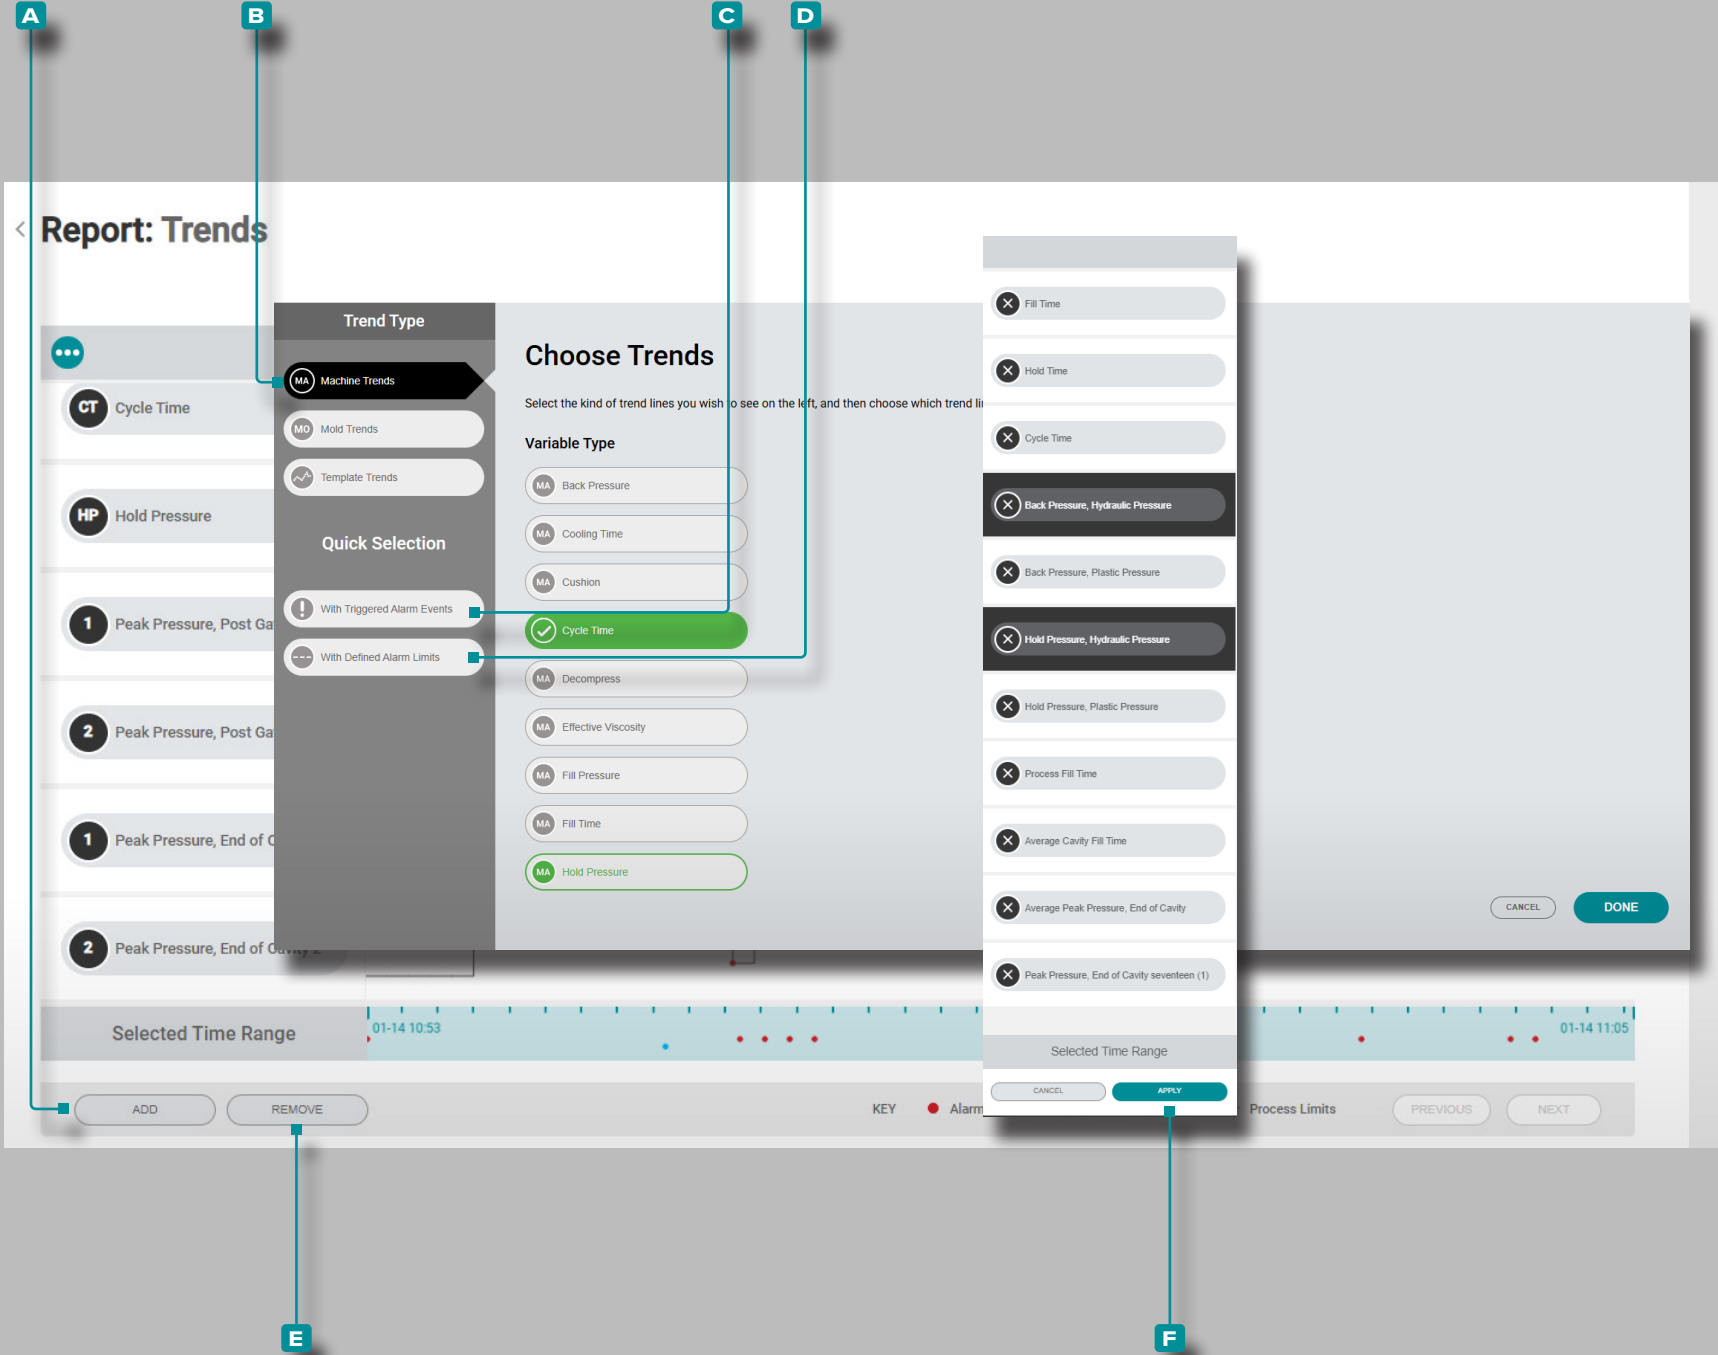 A
B
C
D
Report: Trends
CT Cycle Time
HP Hold Pressure
1 Peak Pressure, Post Ga
2 Peak Pressure, Post Ga
1 Peak Pressure, End of C
2 Peak Pressure, End of Cavity 2
Trend Type
MA Machine Trends
MO Mold Trends
Template Trends
Quick Selection
With Triggered Alarm Events
With Defined Alarm Limits
Choose Trends
Select the kind of trend lines you wish to see on the left, and then choose which trend li
Variable Type
MA Back Pressure
MA Cooling Time
MA Cushion
Cycle Time
MA Decompress
MA Effective Viscosity
MA Fill Pressure
MA Fill Time
MA Hold Pressure
CANCEL
DONE
Fill Time
Hold Time
Cycle Time
Back Pressure, Hydraulic Pressure
Back Pressure, Plastic Pressure
Hold Pressure, Hydraulic Pressure
Hold Pressure, Plastic Pressure
Process Fill Time
Average Cavity Fill Time
Average Peak Pressure, End of Cavity
Peak Pressure, End of Cavity seventeen (1)
Selected Time Range
CANCEL
APPLY
Selected Time Range
01-14 10:53
01-14 11:05
ADD
REMOVE
KEY
Alarm
Process Limits
PREVIOUS
NEXT
E
F